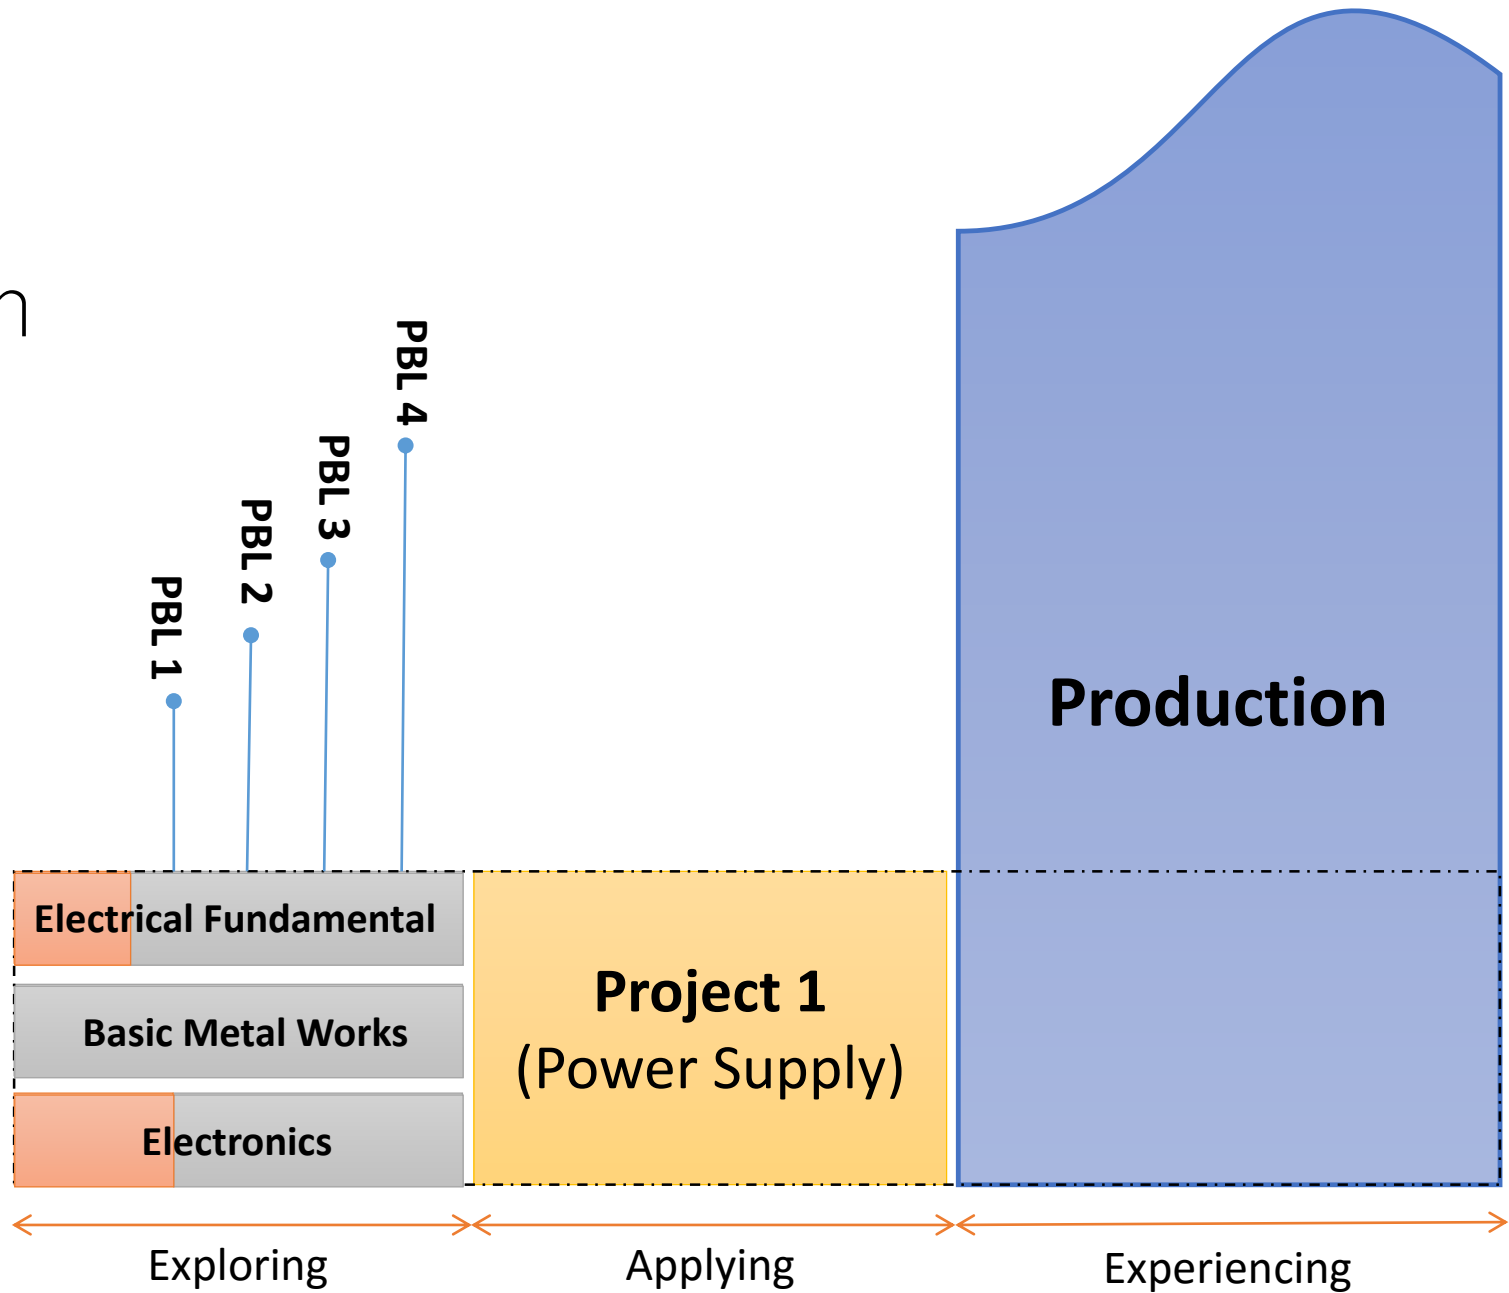 n
PBL 1
PBL 2
PBL 3
PBL 4
Production
Electrical Fundamental
Basic Metal Works
Electronics
Project 1
(Power Supply)
Exploring
Applying
Experiencing